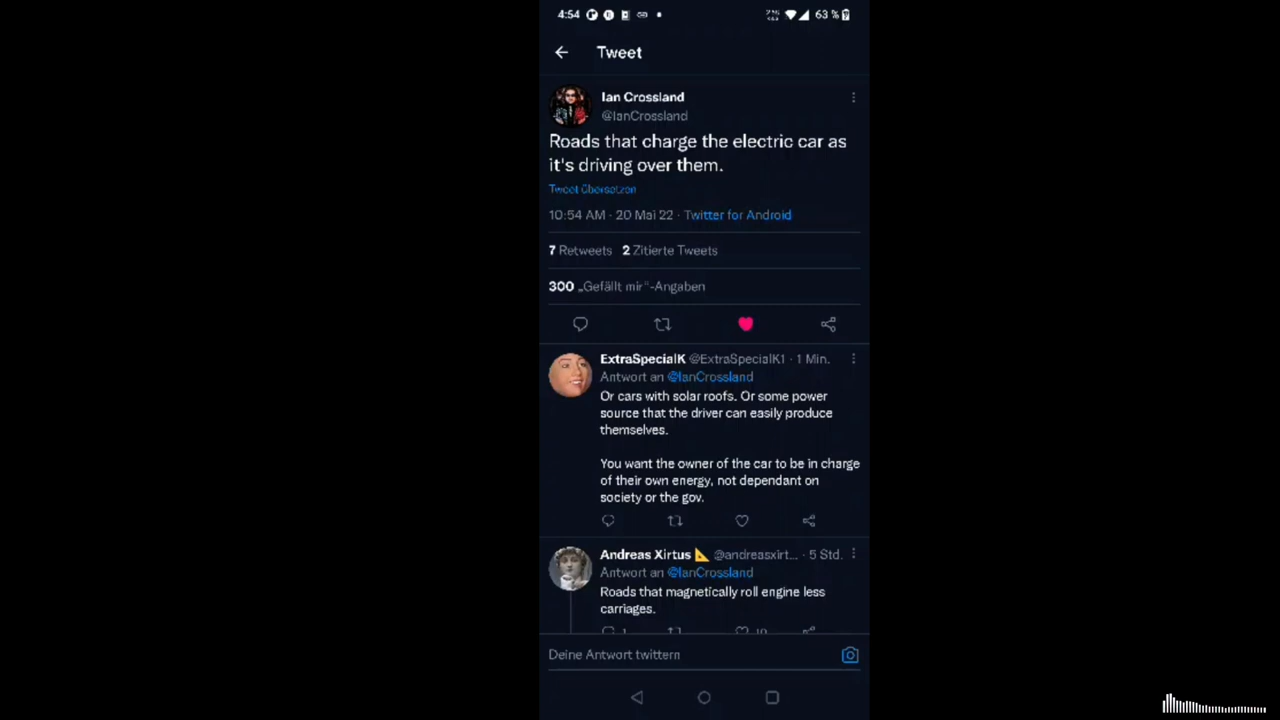 4:54
63 %
Tweet
Ian Crossland
@IanCrossland
Roads that charge the electric car as
it's driving over them.
Tweet übersetzen
10:54 AM · 20 Mai 22 · Twitter for Android
7 Retweets 2 Zitierte Tweets
300 „Gefällt mir“-Angaben
ExtraSpecialK @ExtraSpecialK1 · 1 Min.
Antwort an @IanCrossland
Or cars with solar roofs. Or some power
source that the driver can easily produce
themselves.
You want the owner of the car to be in charge
of their own energy, not dependant on
society or the gov.
Andreas Xirtus 📐 @andreasxirt... · 5 Std.
Antwort an @IanCrossland
Roads that magnetically roll engine less
carriages.
Deine Antwort twittern